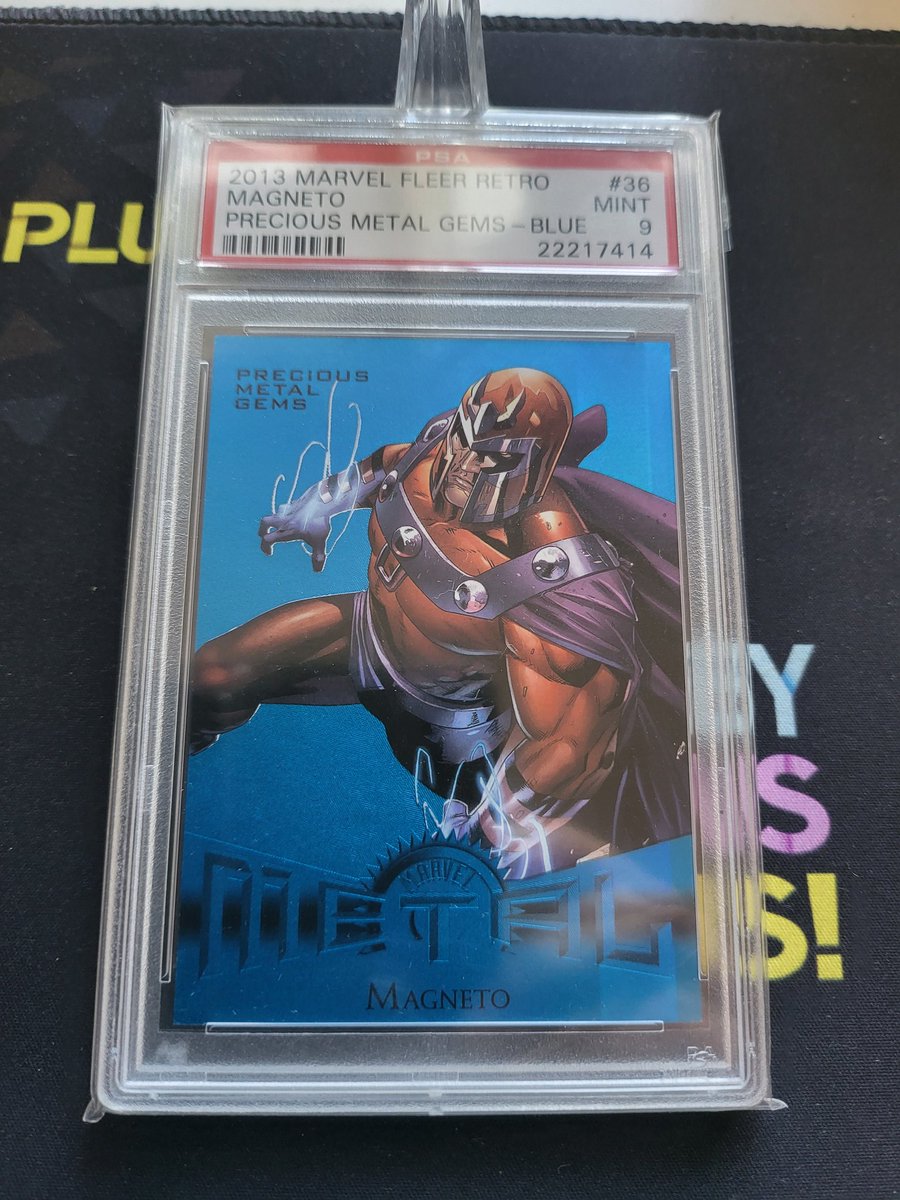 PSA
2013 MARVEL FLEER RETRO #36
MAGNETO MINT
PRECIOUS METAL GEMS - BLUE 9
22217414
PLU
PRECIOUS
METAL
GEMS
MARVEL
METAL
MAGNETO
Y
S
S!